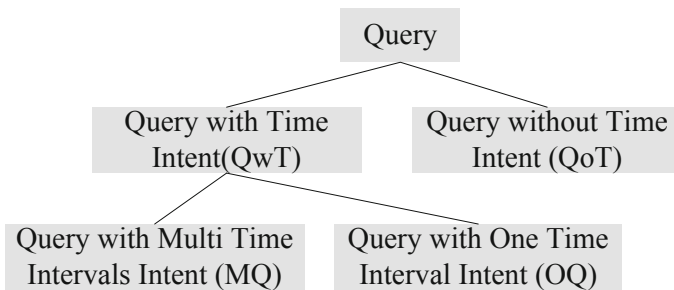 Query
Query with Time
Intent(QwT)
Query without Time
Intent (QoT)
Query with Multi Time
Intervals Intent (MQ)
Query with One Time
Interval Intent (OQ)